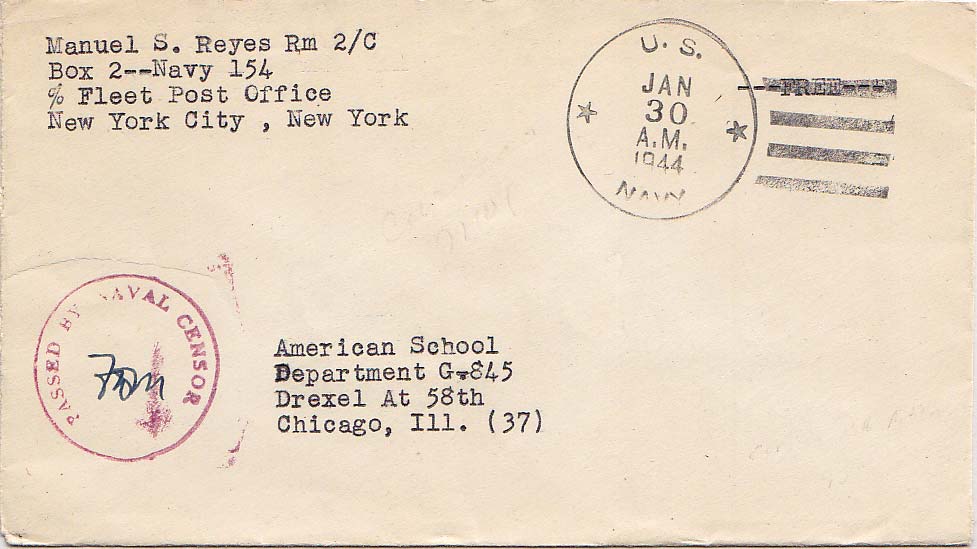 Manuel S. Reyes Rm 2/C
Box 2--Navy 154
% Fleet Post Office
New York City , New York
U. S.
JAN
30
A.M.
1944
NAVY
---FREE---
PASSED BY NAVAL CENSOR
American School
Department G-845
Drexel At 58th
Chicago, Ill. (37)